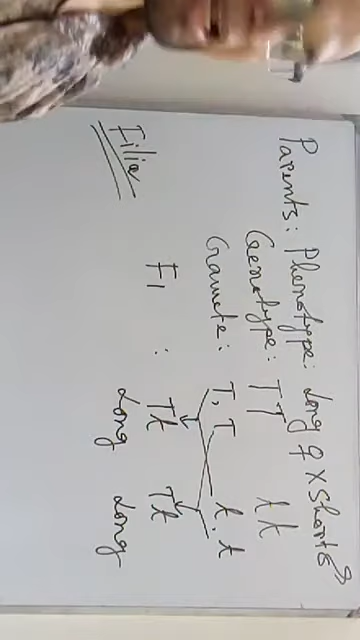 Parents: Phenotype: Long ♀ X Short ♂
Genotype: TT tt
Gamete: T, T t, t
F1 : Tt Tt
Long Long
Filia